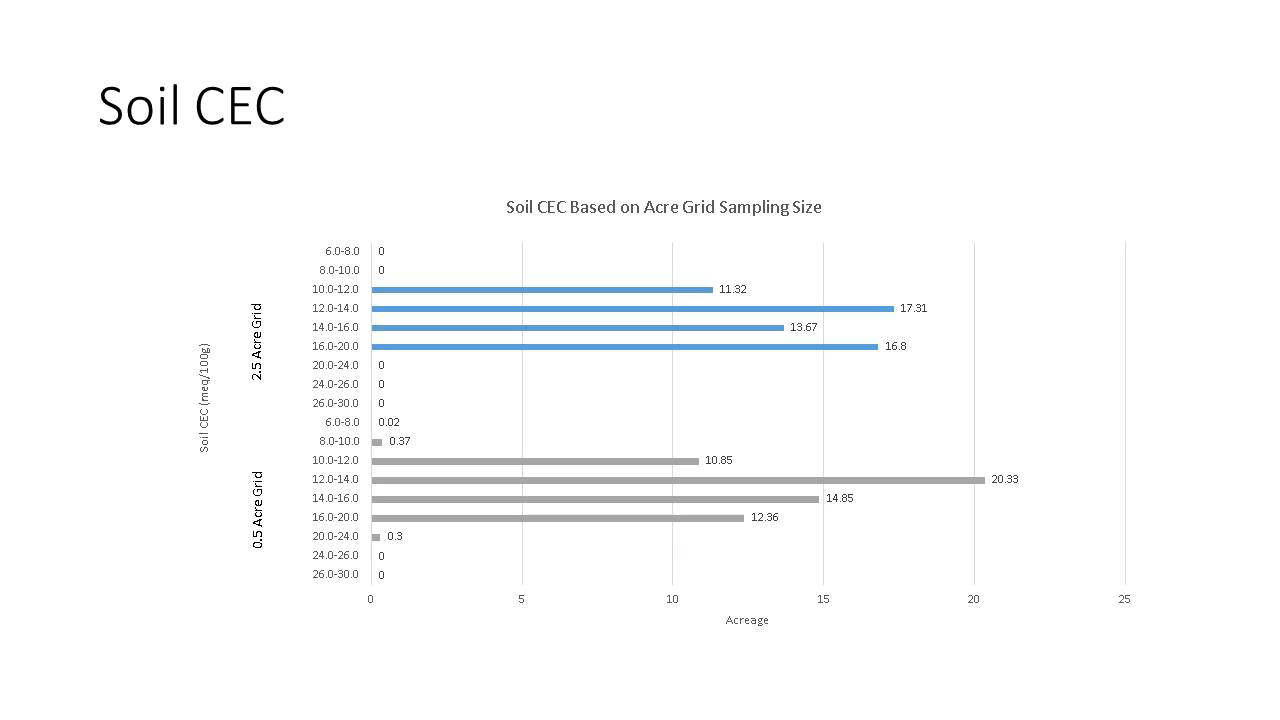 Soil CEC
Soil CEC Based on Acre Grid Sampling Size
Soil CEC (meq/100g)
2.5 Acre Grid
6.0-8.0 0
8.0-10.0 0
10.0-12.0 11.32
12.0-14.0 17.31
14.0-16.0 13.67
16.0-20.0 16.8
20.0-24.0 0
24.0-26.0 0
26.0-30.0 0
0.5 Acre Grid
6.0-8.0 0.02
8.0-10.0 0.37
10.0-12.0 10.85
12.0-14.0 20.33
14.0-16.0 14.85
16.0-20.0 12.36
20.0-24.0 0.3
24.0-26.0 0
26.0-30.0 0
0 5 10 15 20 25
Acreage